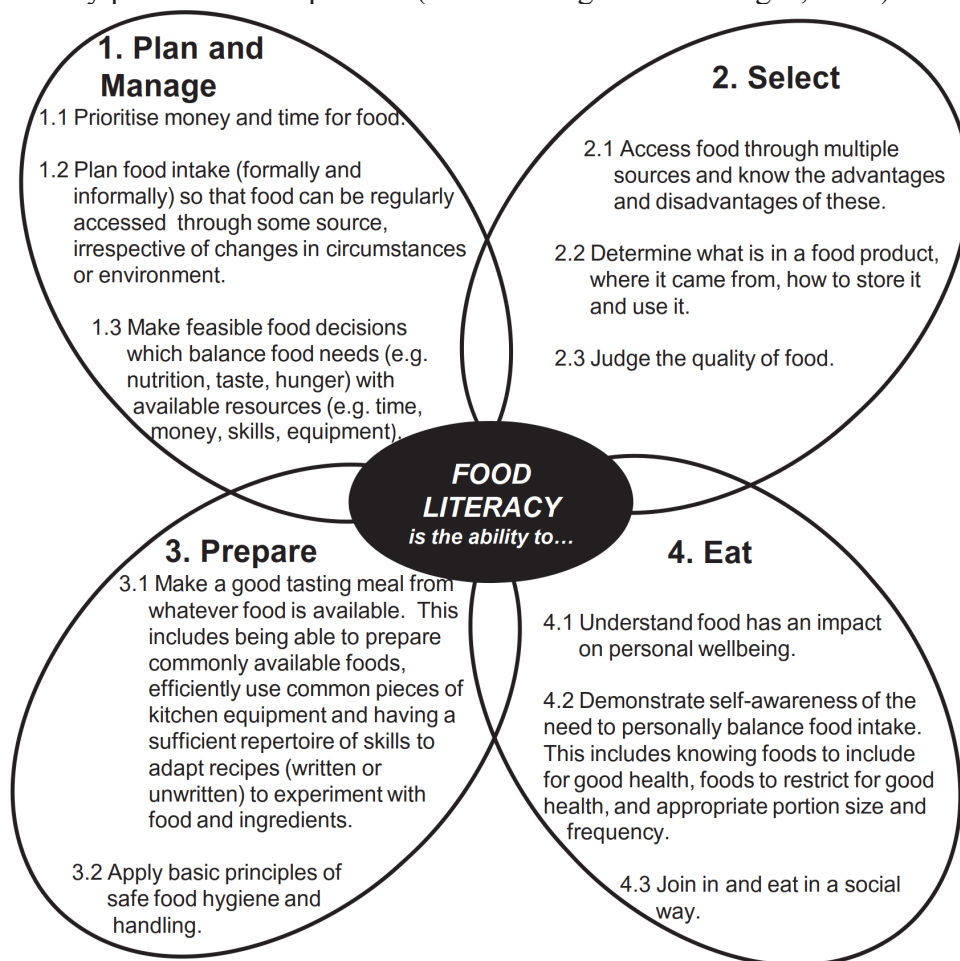 1. Plan and
Manage
1.1 Prioritise money and time for food.
1.2 Plan food intake (formally and
informally) so that food can be regularly
accessed through some source,
irrespective of changes in circumstances
or environment.
1.3 Make feasible food decisions
which balance food needs (e.g.
nutrition, taste, hunger) with
available resources (e.g. time,
money, skills, equipment).
2. Select
2.1 Access food through multiple
sources and know the advantages
and disadvantages of these.
2.2 Determine what is in a food product,
where it came from, how to store it
and use it.
2.3 Judge the quality of food.
FOOD
LITERACY
is the ability to...
3. Prepare
3.1 Make a good tasting meal from
whatever food is available. This
includes being able to prepare
commonly available foods,
efficiently use common pieces of
kitchen equipment and having a
sufficient repertoire of skills to
adapt recipes (written or
unwritten) to experiment with
food and ingredients.
3.2 Apply basic principles of
safe food hygiene and
handling.
4. Eat
4.1 Understand food has an impact
on personal wellbeing.
4.2 Demonstrate self-awareness of the
need to personally balance food intake.
This includes knowing foods to include
for good health, foods to restrict for good
health, and appropriate portion size and
frequency.
4.3 Join in and eat in a social
way.